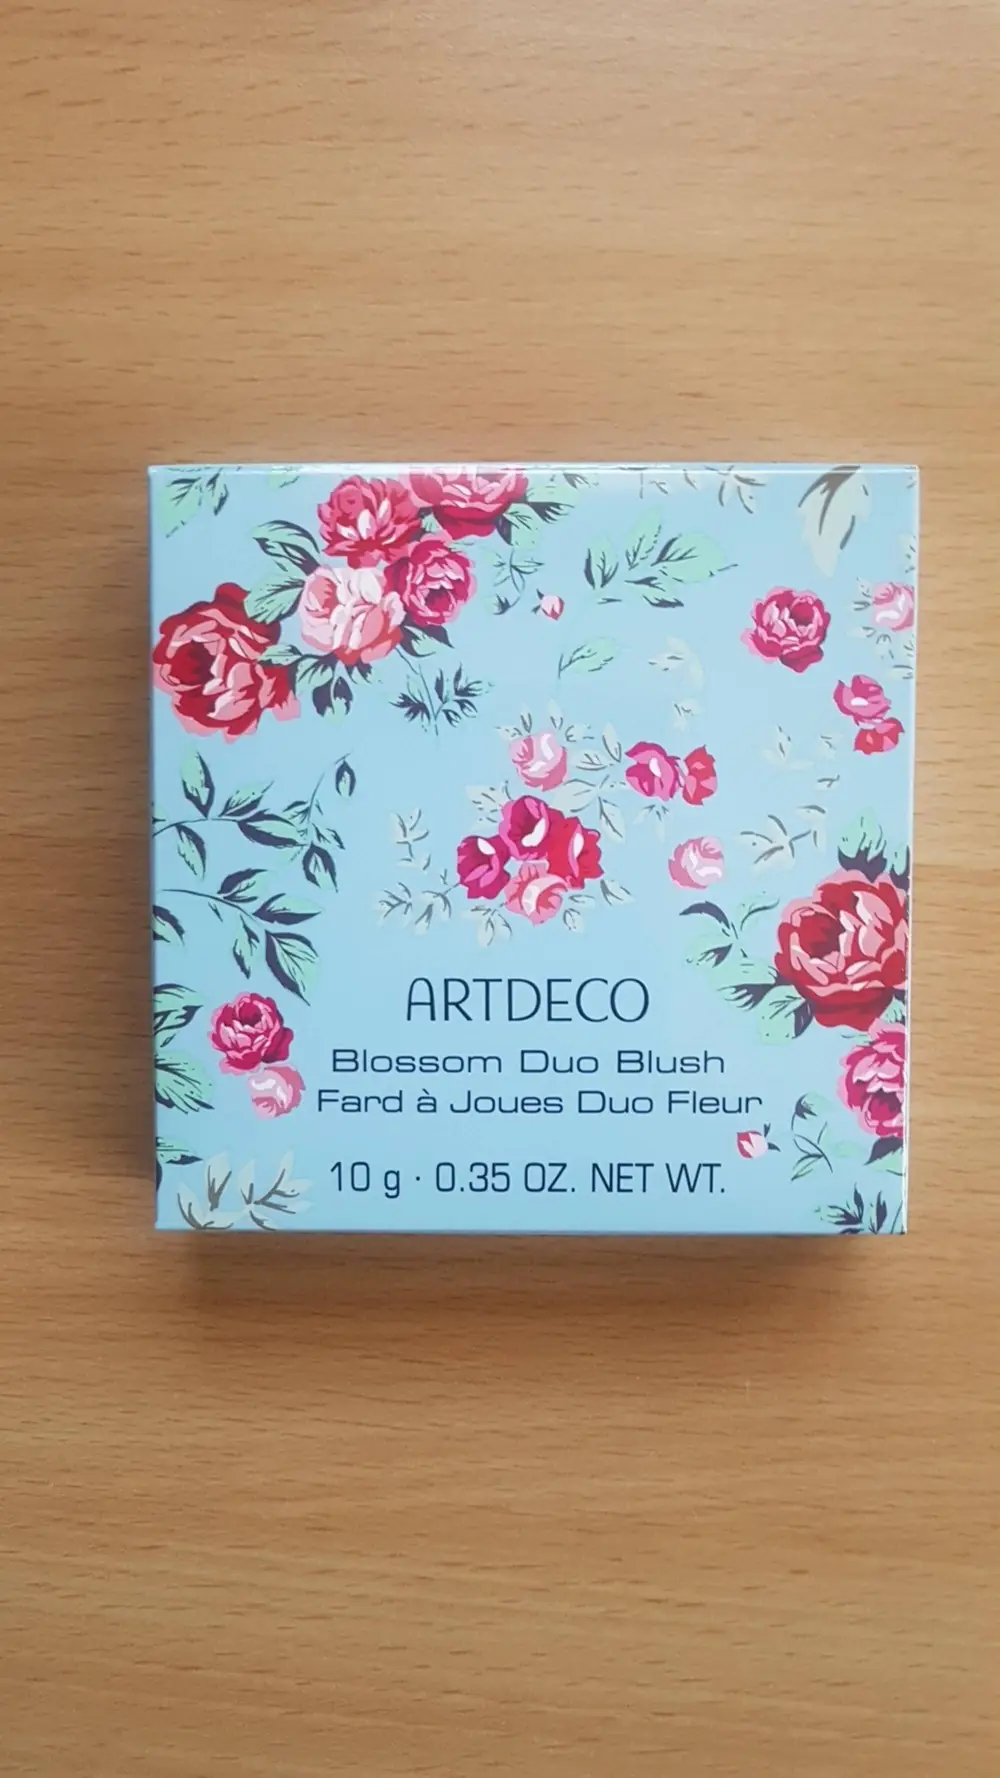 ARTDECO
Blossom Duo Blush
Fard à Joues Duo Fleur
10 g · 0.35 OZ. NET WT.